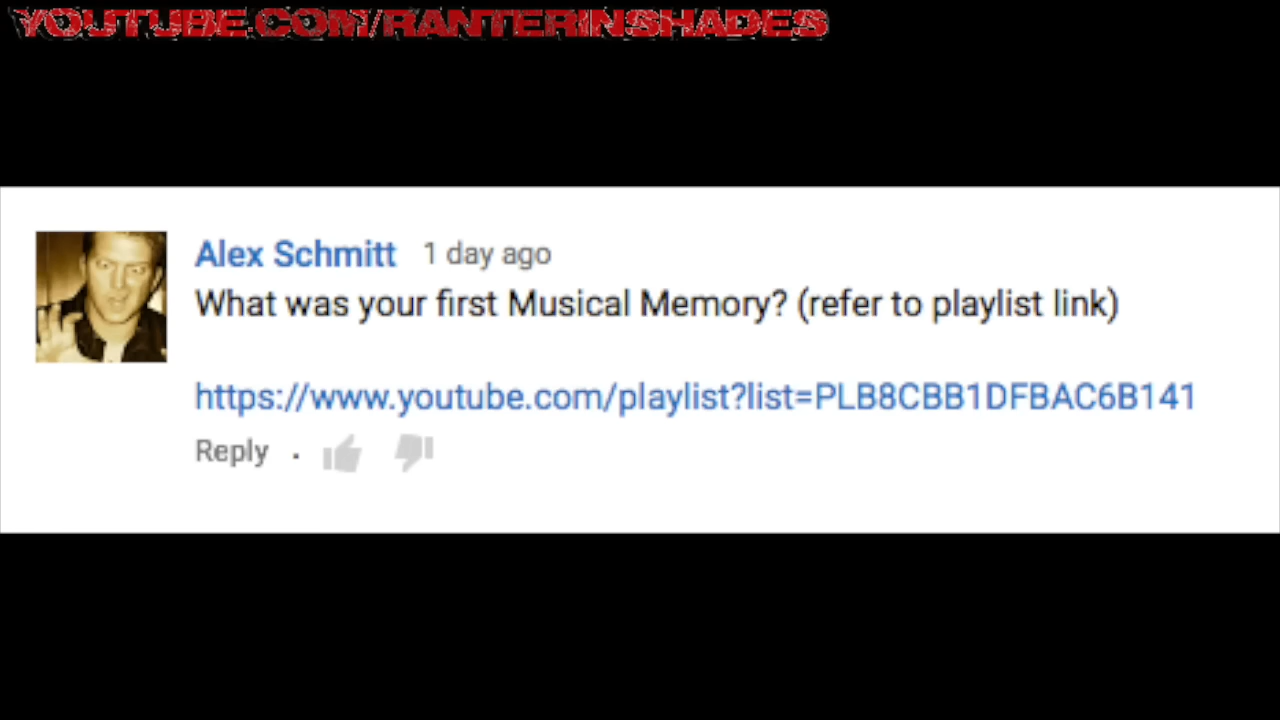 YOUTUBE.COM/RANTERINSHADES
Alex Schmitt 1 day ago
What was your first Musical Memory? (refer to playlist link)
https://www.youtube.com/playlist?list=PLB8CBB1DFBAC6B141
Reply .